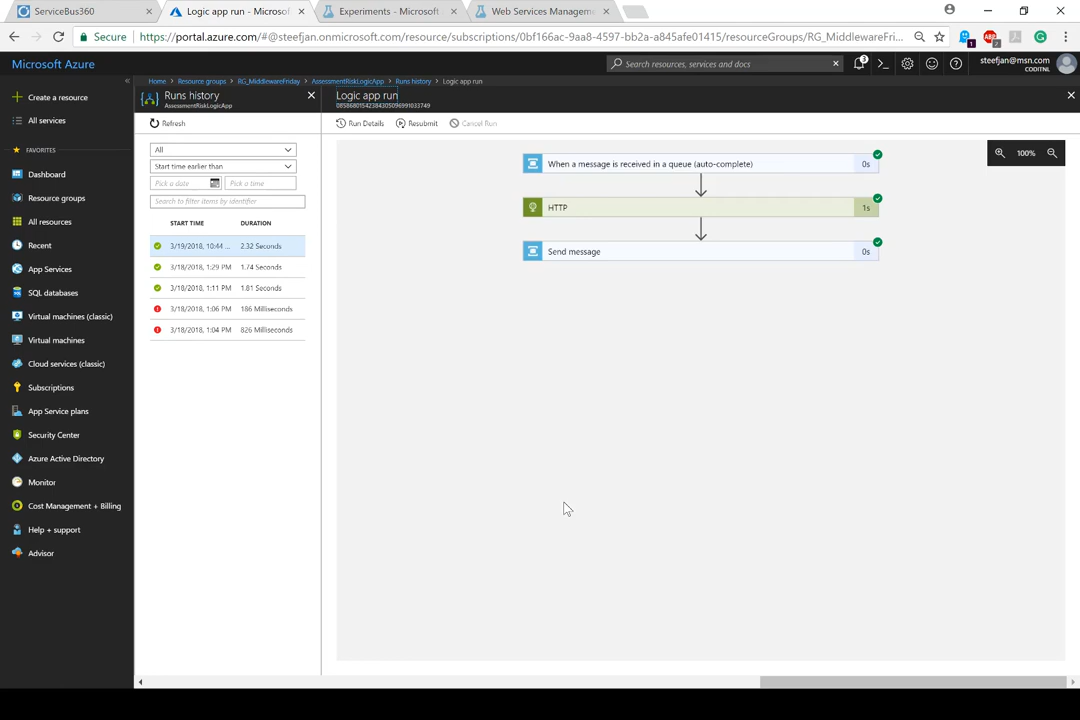 ServiceBus360
Logic app run - Microsof
Experiments - Microsoft
Web Services Manageme
Secure
https://portal.azure.com/#@steefjan.onmicrosoft.com/resource/subscriptions/0bf166ac-9aa8-4597-bb2a-a845afe01415/resourceGroups/RG_MiddlewareFri...
1
7
Microsoft Azure
Search resources, services and docs
3
steefjan@msn.com
CODITNL
Home
Resource groups
RG_MiddlewareFriday
AssessmentRiskLogicApp
Runs history
Logic app run
Create a resource
All services
FAVORITES
Dashboard
Resource groups
All resources
Recent
App Services
SQL databases
Virtual machines (classic)
Virtual machines
Cloud services (classic)
Subscriptions
App Service plans
Security Center
Azure Active Directory
Monitor
Cost Management + Billing
Help + support
Advisor
Runs history
AssessmentRiskLogicApp
Refresh
All
Start time earlier than
Pick a date
Pick a time
Search to filter items by identifier
START TIME DURATION
3/19/2018, 10:44 ... 2.32 Seconds
3/18/2018, 1:29 PM 1.74 Seconds
3/18/2018, 1:11 PM 1.81 Seconds
3/18/2018, 1:06 PM 186 Milliseconds
3/18/2018, 1:04 PM 826 Milliseconds
Logic app run
Run Details
Resubmit
Cancel Run
When a message is received in a queue (auto-complete) 0s
HTTP 1s
Send message 0s
100%